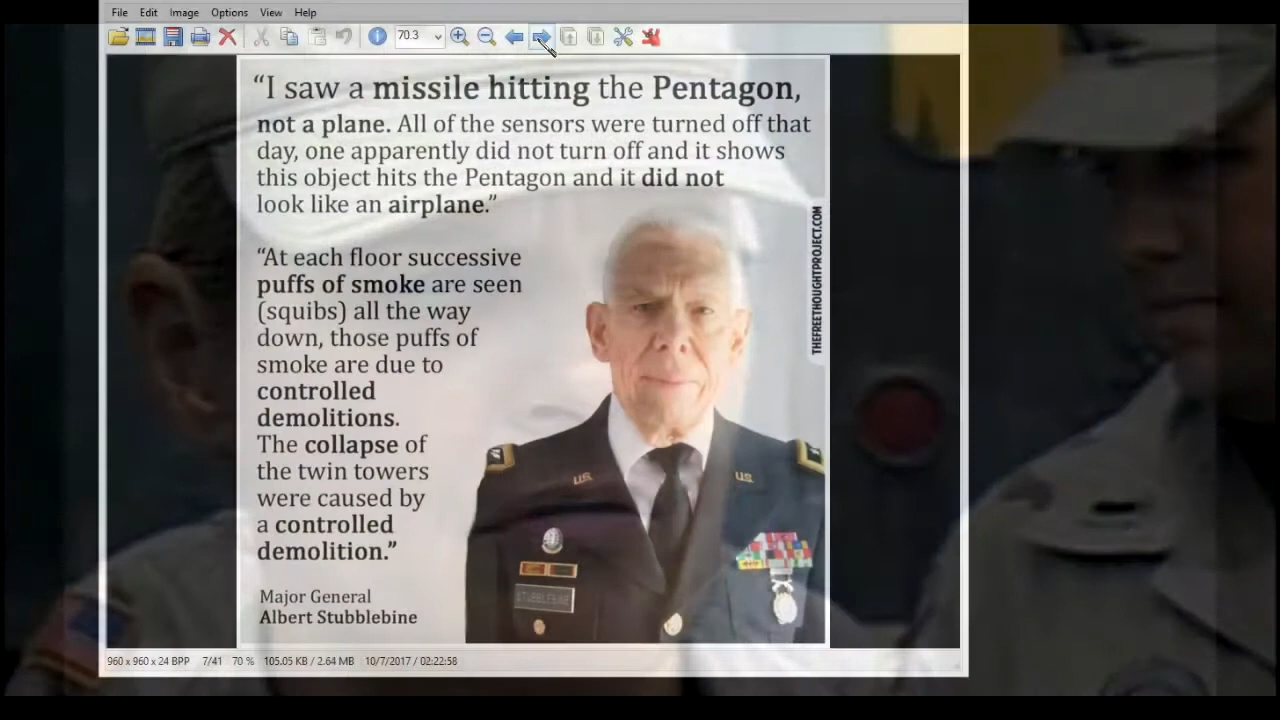 File Edit Image Options View Help
70.3
“I saw a missile hitting the Pentagon,
not a plane. All of the sensors were turned off that
day, one apparently did not turn off and it shows
this object hits the Pentagon and it did not
look like an airplane.”
“At each floor successive
puffs of smoke are seen
(squibs) all the way
down, those puffs of
smoke are due to
controlled
demolitions.
The collapse of
the twin towers
were caused by
a controlled
demolition.”
Major General
Albert Stubblebine
THEFREETHOUGHTPROJECT.COM
U.S.
U.S.
STUBBLEBINE
960 x 960 x 24 BPP 7/41 70 % 105.05 KB / 2.64 MB 10/7/2017 / 02:22:58